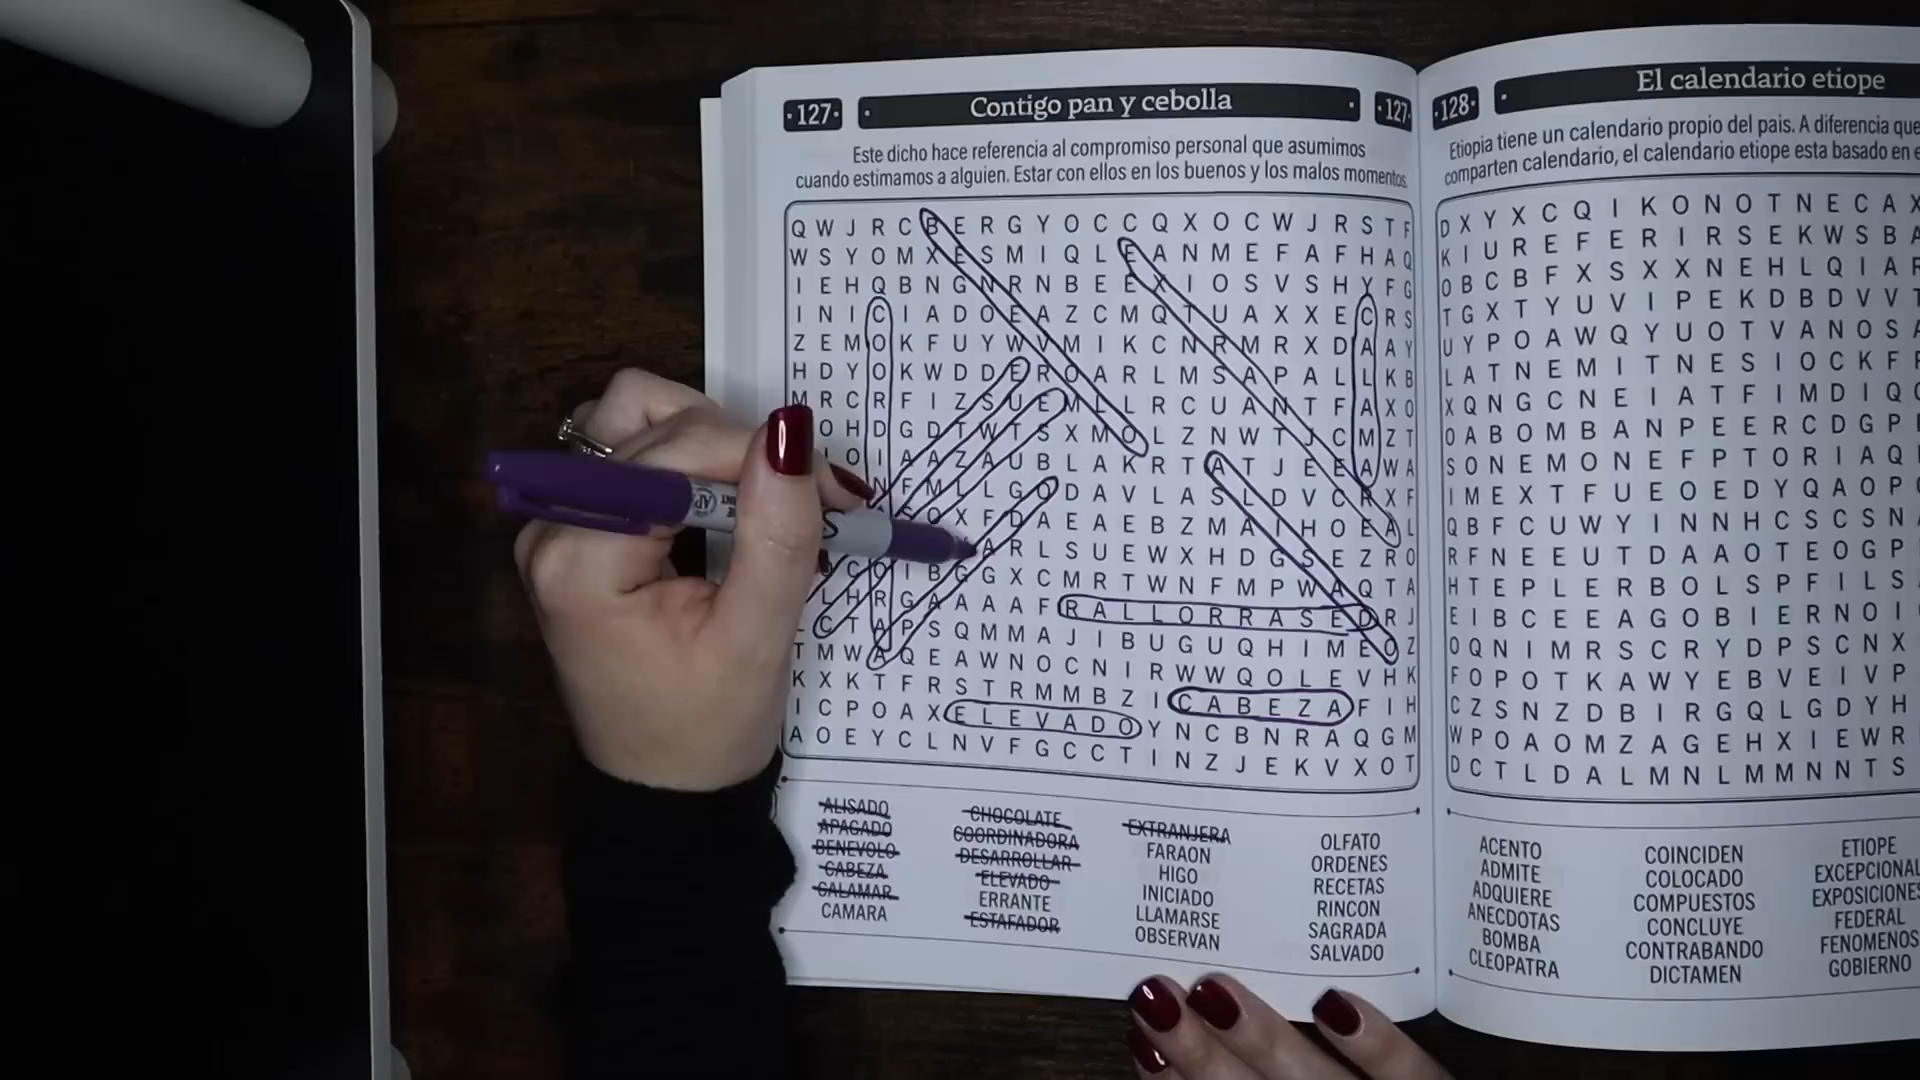 127 Contigo pan y cebolla 127
Este dicho hace referencia al compromiso personal que asumimos
cuando estimamos a alguien. Estar con ellos en los buenos y los malos momentos.
Q W J R C B E R G Y O C C Q X O C W J R S T F
W S Y O M X E S M I Q L E A N M E F A F H A Q
I E H Q B N G N R N B E E X I O S V S H Y F G
I N I C I A D O E A Z C M Q T U A X X E C R S
Z E M O K F U Y W V M I K C N R M R X D A A Y
H D Y O K W D D E R O A R L M S A P A L L K B
M R C R F I Z S U E M L L R C U A N T F A X O
O H D G D T W T S X M O L Z N W T J C M Z T
O I A A Z A U B L A K R T A T J E E A W A
N F M L L G O D A V L A S L D V C R X F
S O X F D A E A E B Z M A I H O E A L
A R L S U E W X H D G S E Z R O
C O I B G G X C M R T W N F M P W A Q T A
L H R G A A A A F R A L L O R R A S E D R J
L C T A P S Q M M A J I B U G U Q H I M E O Z
T M W A Q E A W N O C N I R W W Q O L E V H K
K X K T F R S T R M M B Z I C A B E Z A F I H
I C P O A X E L E V A D O Y N C B N R A Q G M
A O E Y C L N V F G C C T I N Z J E K V X O T
ALISADO CHOCOLATE EXTRANJERA OLFATO
APAGADO COORDINADORA FARAON ORDENES
BENEVOLO DESARROLLAR HIGO RECETAS
CABEZA ELEVADO INICIADO RINCON
CALAMAR ERRANTE LLAMARSE SAGRADA
CAMARA ESTAFADOR OBSERVAN SALVADO
128 El calendario etiope
Etiopia tiene un calendario propio del pais. A diferencia que
comparten calendario, el calendario etiope esta basado en
D X Y X C Q I K O N O T N E C A X
K I U R E F E R I R S E K W S B A
O B C B F X S X X N E H L Q I A R
T G X T Y U V I P E K D B D V V T
U Y P O A W Q Y U O T V A N O S A
L A T N E M I T N E S I O C K F F
X Q N G C N E I A T F I M D I Q C
O A B O M B A N P E E R C D G P
S O N E M O N E F P T O R I A Q
I M E X T F U E O E D Y Q A O P
Q B F C U W Y I N N H C S C S N
R F N E E U T D A A O T E O G P
H T E P L E R B O L S P F I L S
E I B C E E A G O B I E R N O I
O Q N I M R S C R Y D P S C N X
F O P O T K A W Y E B V E I V P
C Z S N Z D B I R G Q L G D Y H
W P O A O M Z A G E H X I E W R
D C T L D A L M N L M M N N T S
ACENTO COINCIDEN ETIOPE
ADMITE COLOCADO EXCEPCIONAL
ADQUIERE COMPUESTOS EXPOSICIONES
ANECDOTAS CONCLUYE FEDERAL
BOMBA CONTRABANDO FENOMENOS
CLEOPATRA DICTAMEN GOBIERNO